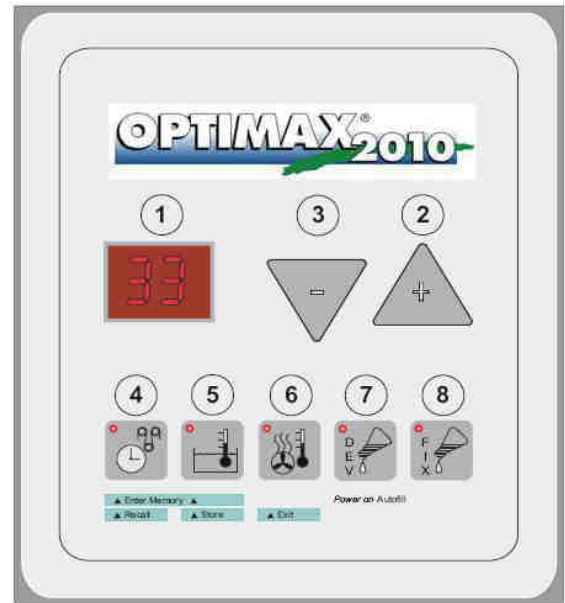 OPTIMAX® 2010
1 3 2
33 - +
4 5 6 7 8
DEV FIX
▲ Enter Memory ▲ Power on Autofill
▲ Recall ▲ Store ▲ Exit